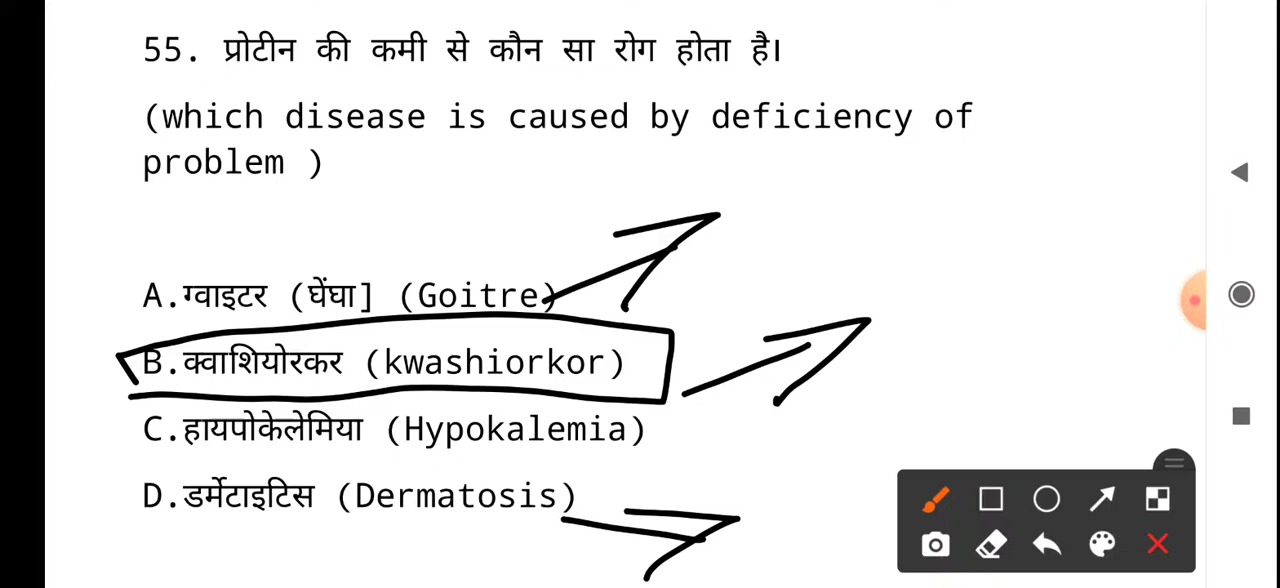 55. प्रोटीन की कमी से कौन सा रोग होता है।
(which disease is caused by deficiency of
problem )
A.ग्वाइटर (घेंघा] (Goitre)
B.क्वाशियोरकर (kwashiorkor)
C.हायपोकेलेमिया (Hypokalemia)
D.डर्मेटाइटिस (Dermatosis)